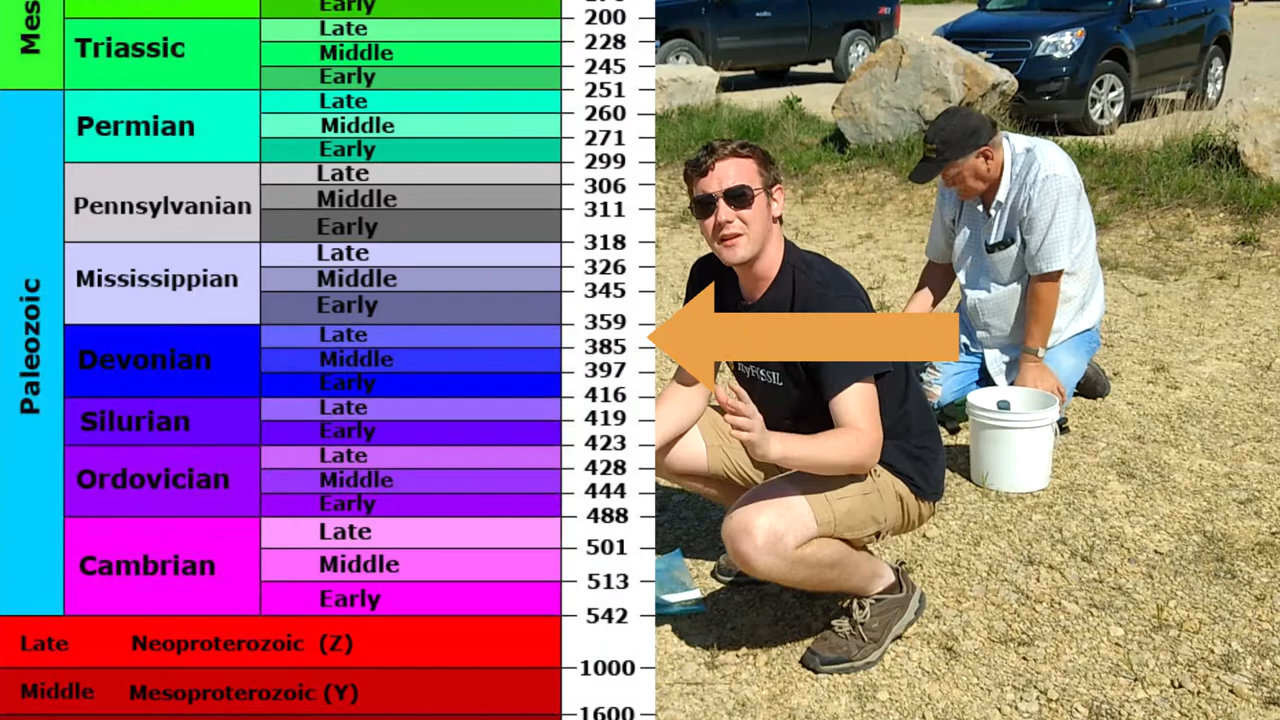 Mes
Early
200
Triassic
Late
228
Middle
245
Early
251
Paleozoic
Permian
Late
260
Middle
271
Early
299
Pennsylvanian
Late
306
Middle
311
Early
318
Mississippian
Late
326
Middle
345
Early
359
Devonian
Late
385
Middle
397
Early
416
Silurian
Late
419
Early
423
Ordovician
Late
428
Middle
444
Early
488
Cambrian
Late
501
Middle
513
Early
542
Late Neoproterozoic (Z)
1000
Middle Mesoproterozoic (Y)
1600
myFOSSIL